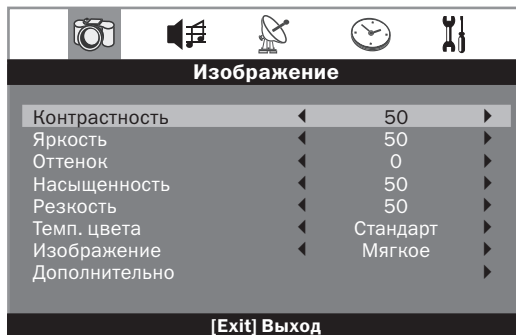 Изображение
Контрастность 50
Яркость 50
Оттенок 0
Насыщенность 50
Резкость 50
Темп. цвета Стандарт
Изображение Мягкое
Дополнительно
[Exit] Выход